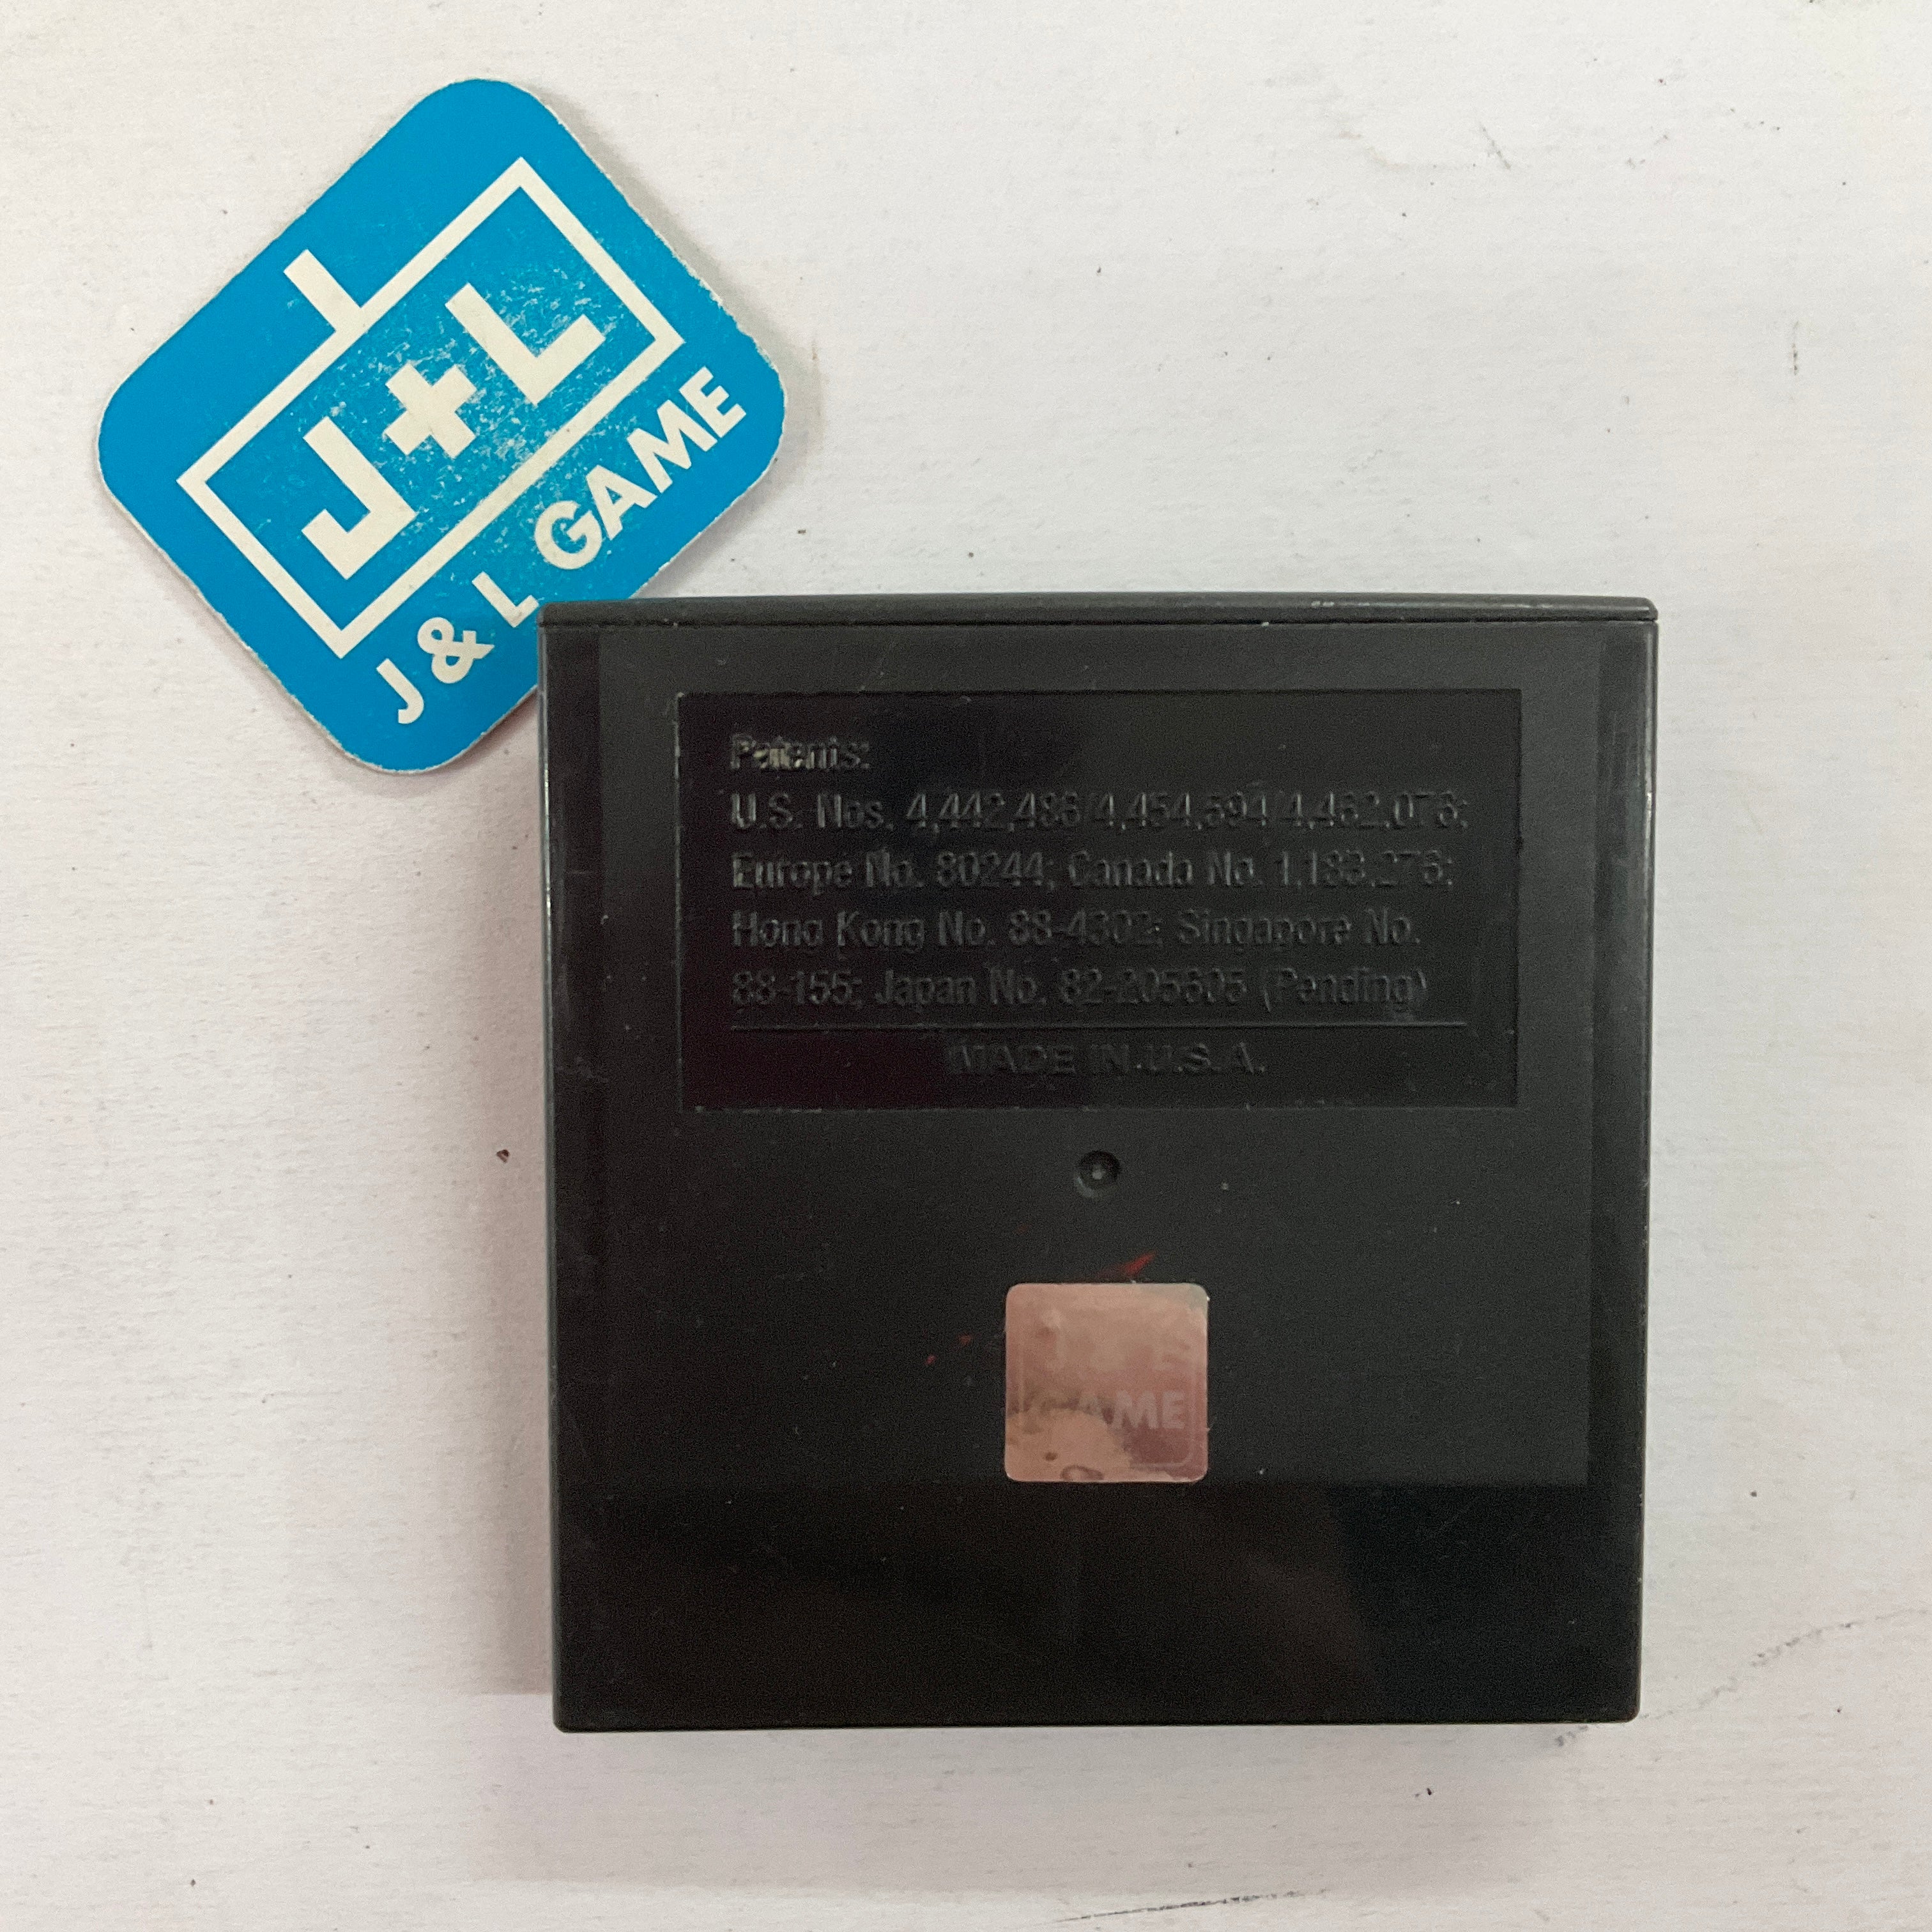 J+L
J & L GAME
Patents:
U.S. Nos. 4,442,486/4,454,594/4,462,076;
Europe No. 80244; Canada No. 1,183,276;
Hong Kong No. 88-4302; Singapore No.
88-155; Japan No. 82-205605 (Pending)
MADE IN U.S.A.
GAME